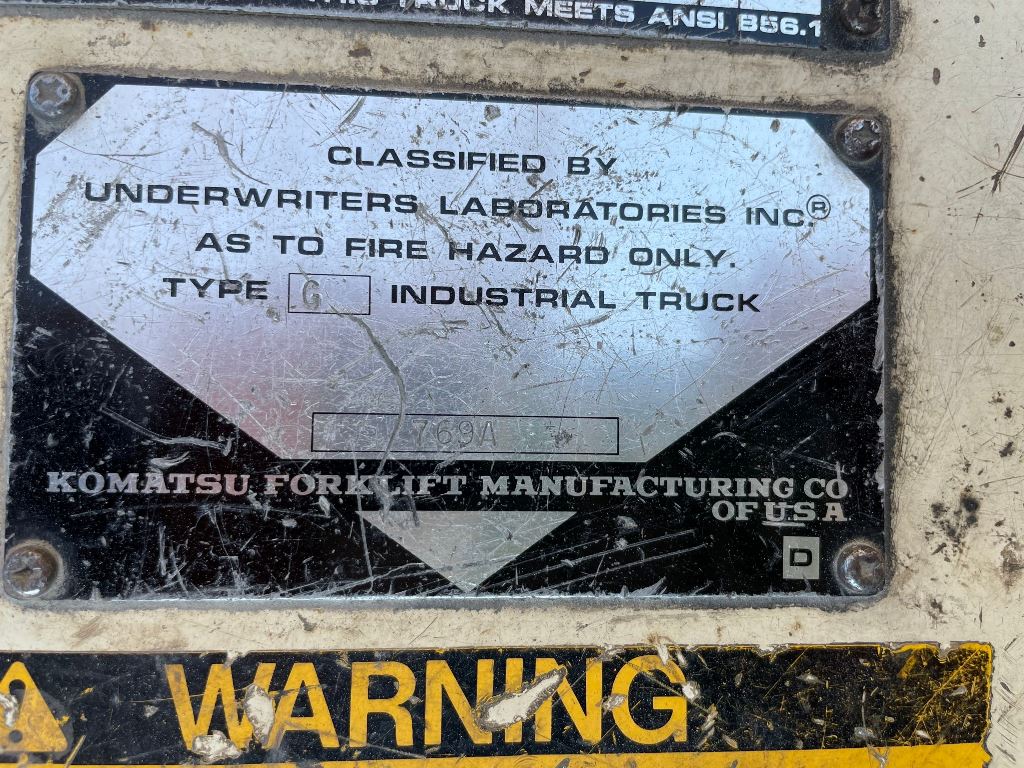 TRUCK MEETS ANSI B56.1
CLASSIFIED BY
UNDERWRITERS LABORATORIES INC.®
AS TO FIRE HAZARD ONLY.
TYPE G INDUSTRIAL TRUCK
769A
KOMATSU FORKLIFT MANUFACTURING CO
OF U.S.A
D
WARNING